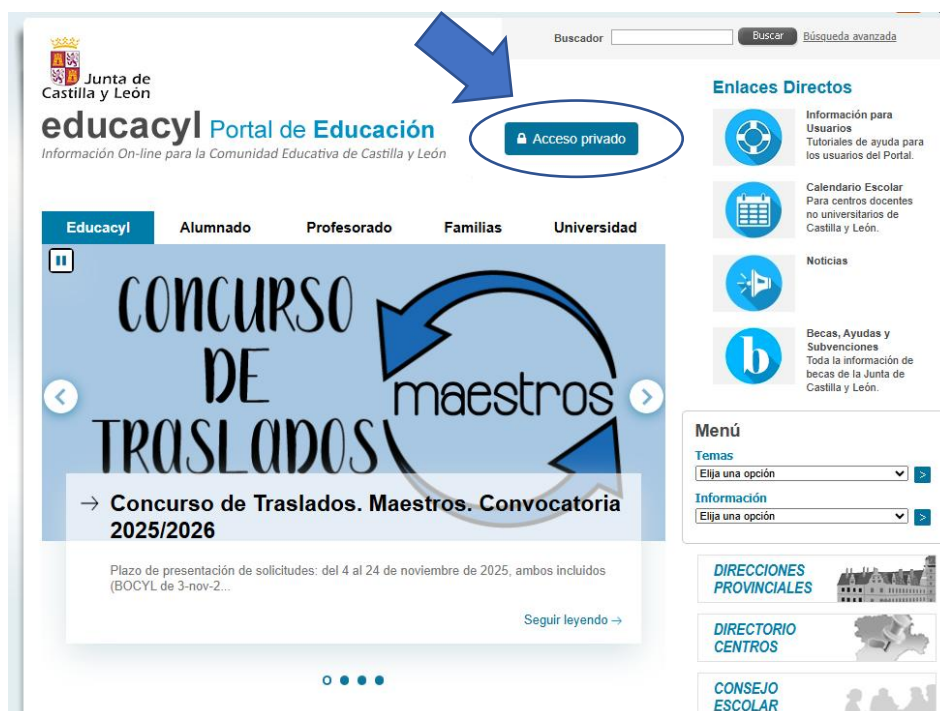 Buscador
Buscar
Búsqueda avanzada
Junta de
Castilla y León
educacyl Portal de Educación
Información On-line para la Comunidad Educativa de Castilla y León
Acceso privado
Educacyl
Alumnado
Profesorado
Familias
Universidad
CONCURSO
DE
TRASLADOS
maestros
→ Concurso de Traslados. Maestros. Convocatoria
2025/2026
Plazo de presentación de solicitudes: del 4 al 24 de noviembre de 2025, ambos incluidos
(BOCYL de 3-nov-2...
Seguir leyendo →
Enlaces Directos
Información para
Usuarios
Tutoriales de ayuda para
los usuarios del Portal.
Calendario Escolar
Para centros docentes
no universitarios de
Castilla y León.
Noticias
b
Becas, Ayudas y
Subvenciones
Toda la información de
becas de la Junta de
Castilla y León.
Menú
Temas
Elija una opción
>
Información
Elija una opción
>
DIRECCIONES
PROVINCIALES
DIRECTORIO
CENTROS
CONSEJO
ESCOLAR